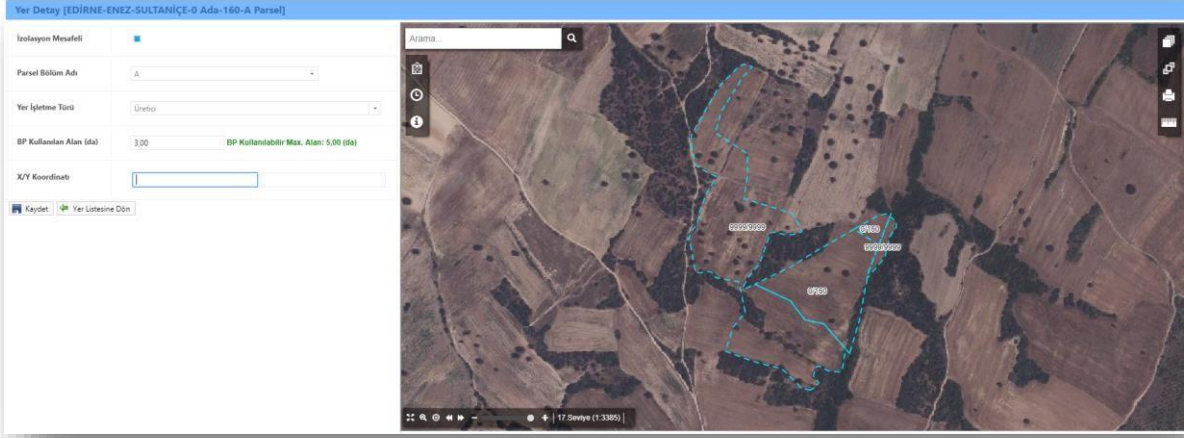 Yer Detay [EDİRNE-ENEZ-SULTANİÇE-0 Ada-160-A Parsel]
İzolasyon Mesafeli
Parsel Bölüm Adı
A
Yer İşletme Türü
Üretici
BP Kullanılan Alan (da)
3,00
BP Kullanılabilir Max. Alan: 5,00 (da)
X/Y Koordinatı
Kaydet
Yer Listesine Dön
Arama...
9999/9999
0/160
9999/9999
0/160
17.Seviye (1:3385)